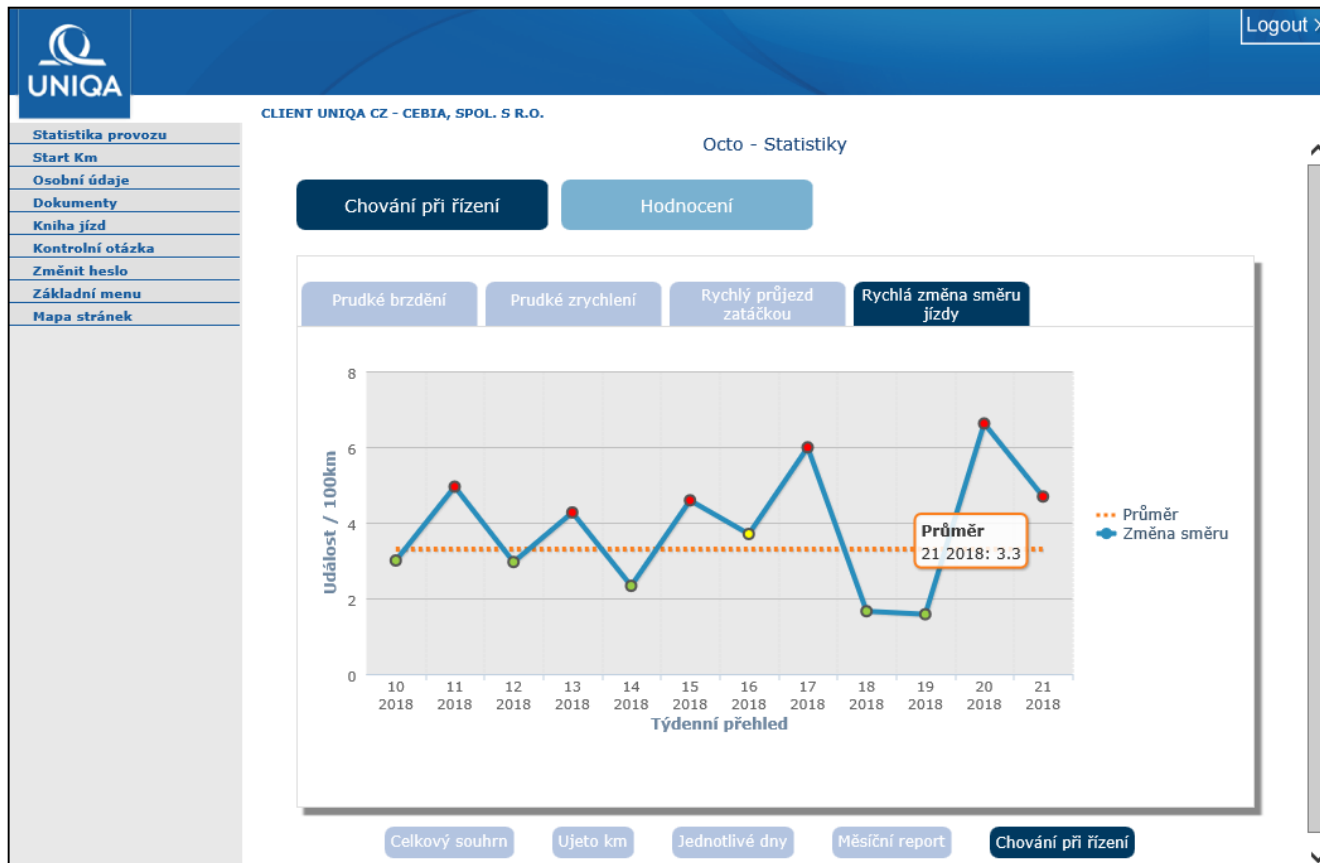 Logout ×
UNIQA
CLIENT UNIQA CZ - CEBIA, SPOL. S R.O.
Statistika provozu
Start Km
Osobní údaje
Dokumenty
Kniha jízd
Kontrolní otázka
Změnit heslo
Základní menu
Mapa stránek
Octo - Statistiky
Chování při řízení
Hodnocení
Prudké brzdění
Prudké zrychlení
Rychlý průjezd
zatáčkou
Rychlá změna směru
jízdy
Událost / 100km
8
6
4
2
0
Průměr
21 2018: 3.3
Průměr
Změna směru
10 11 12 13 14 15 16 17 18 19 20 21
2018 2018 2018 2018 2018 2018 2018 2018 2018 2018 2018 2018
Týdenní přehled
Celkový souhrn
Ujeto km
Jednotlivé dny
Měsíční report
Chování při řízení